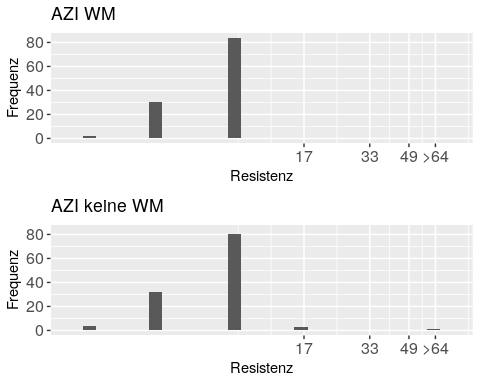 AZI WM
Frequenz
80
60
40
20
0
17 33 49 >64
Resistenz
AZI keine WM
Frequenz
80
60
40
20
0
17 33 49 >64
Resistenz